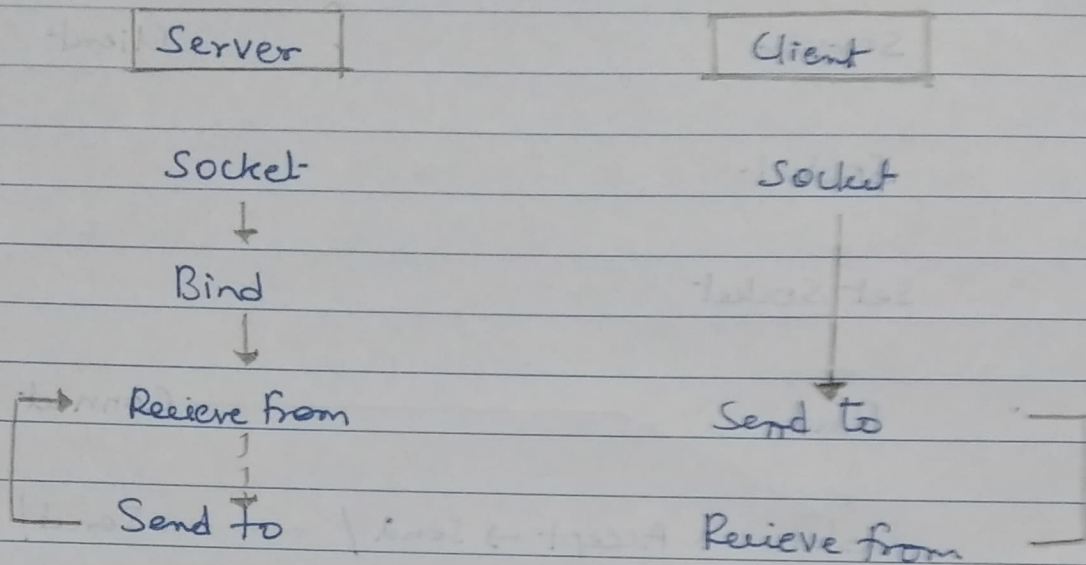 Server Client
Socket Socket
Bind
Recieve from Send to
Send to Recieve from